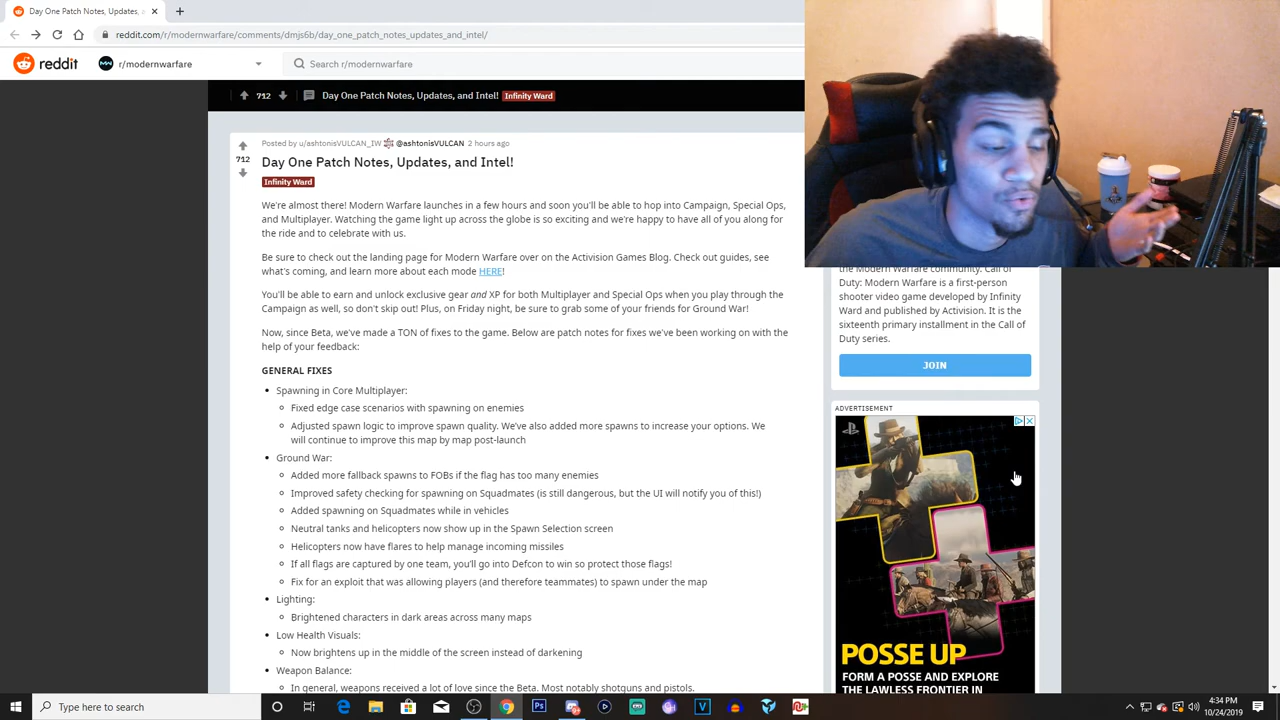 Day One Patch Notes, Updates, a
reddit.com/r/modernwarfare/comments/dmjs6b/day_one_patch_notes_updates_and_intel/
reddit
r/modernwarfare
Search r/modernwarfare
712
Day One Patch Notes, Updates, and Intel!
Infinity Ward
Posted by u/ashtonisVULCAN_IW @ashtonisVULCAN 2 hours ago
712
Day One Patch Notes, Updates, and Intel!
Infinity Ward
We're almost there! Modern Warfare launches in a few hours and soon you'll be able to hop into Campaign, Special Ops,
and Multiplayer. Watching the game light up across the globe is so exciting and we're happy to have all of you along for
the ride and to celebrate with us.
Be sure to check out the landing page for Modern Warfare over on the Activision Games Blog. Check out guides, see
what's coming, and learn more about each mode HERE!
You'll be able to earn and unlock exclusive gear and XP for both Multiplayer and Special Ops when you play through the
Campaign as well, so don't skip out! Plus, on Friday night, be sure to grab some of your friends for Ground War!
Now, since Beta, we've made a TON of fixes to the game. Below are patch notes for fixes we've been working on with the
help of your feedback:
GENERAL FIXES
Spawning in Core Multiplayer:
Fixed edge case scenarios with spawning on enemies
Adjusted spawn logic to improve spawn quality. We've also added more spawns to increase your options. We
will continue to improve this map by map post-launch
Ground War:
Added more fallback spawns to FOBs if the flag has too many enemies
Improved safety checking for spawning on Squadmates (is still dangerous, but the UI will notify you of this!)
Added spawning on Squadmates while in vehicles
Neutral tanks and helicopters now show up in the Spawn Selection screen
Helicopters now have flares to help manage incoming missiles
If all flags are captured by one team, you'll go into Defcon to win so protect those flags!
Fix for an exploit that was allowing players (and therefore teammates) to spawn under the map
Lighting:
Brightened characters in dark areas across many maps
Low Health Visuals:
Now brightens up in the middle of the screen instead of darkening
Weapon Balance:
In general, weapons received a lot of love since the Beta. Most notably shotguns and pistols.
the Modern Warfare community. Call of
Duty: Modern Warfare is a first-person
shooter video game developed by Infinity
Ward and published by Activision. It is the
sixteenth primary installment in the Call of
Duty series.
JOIN
ADVERTISEMENT
POSSE UP
FORM A POSSE AND EXPLORE
THE LAWLESS FRONTIER IN
Type here to search
4:34 PM
10/24/2019